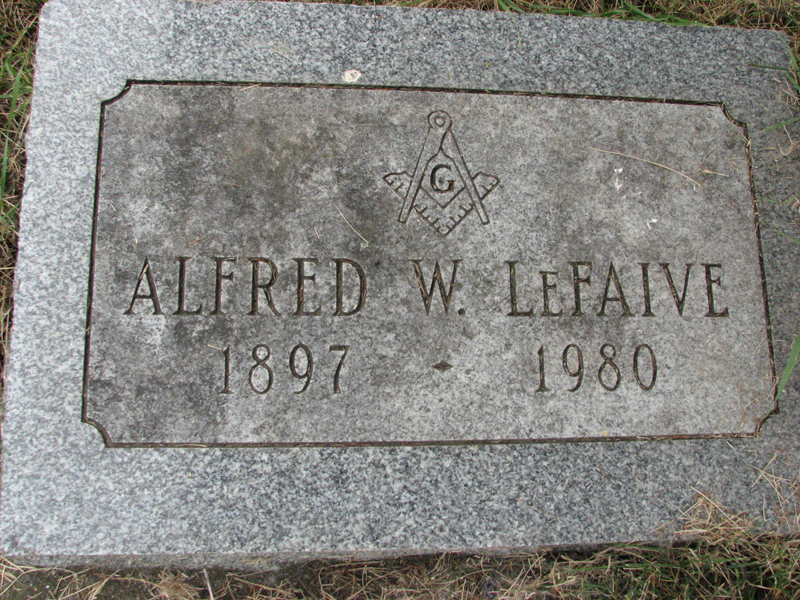 G
ALFRED W. LeFAIVE
1897 - 1980